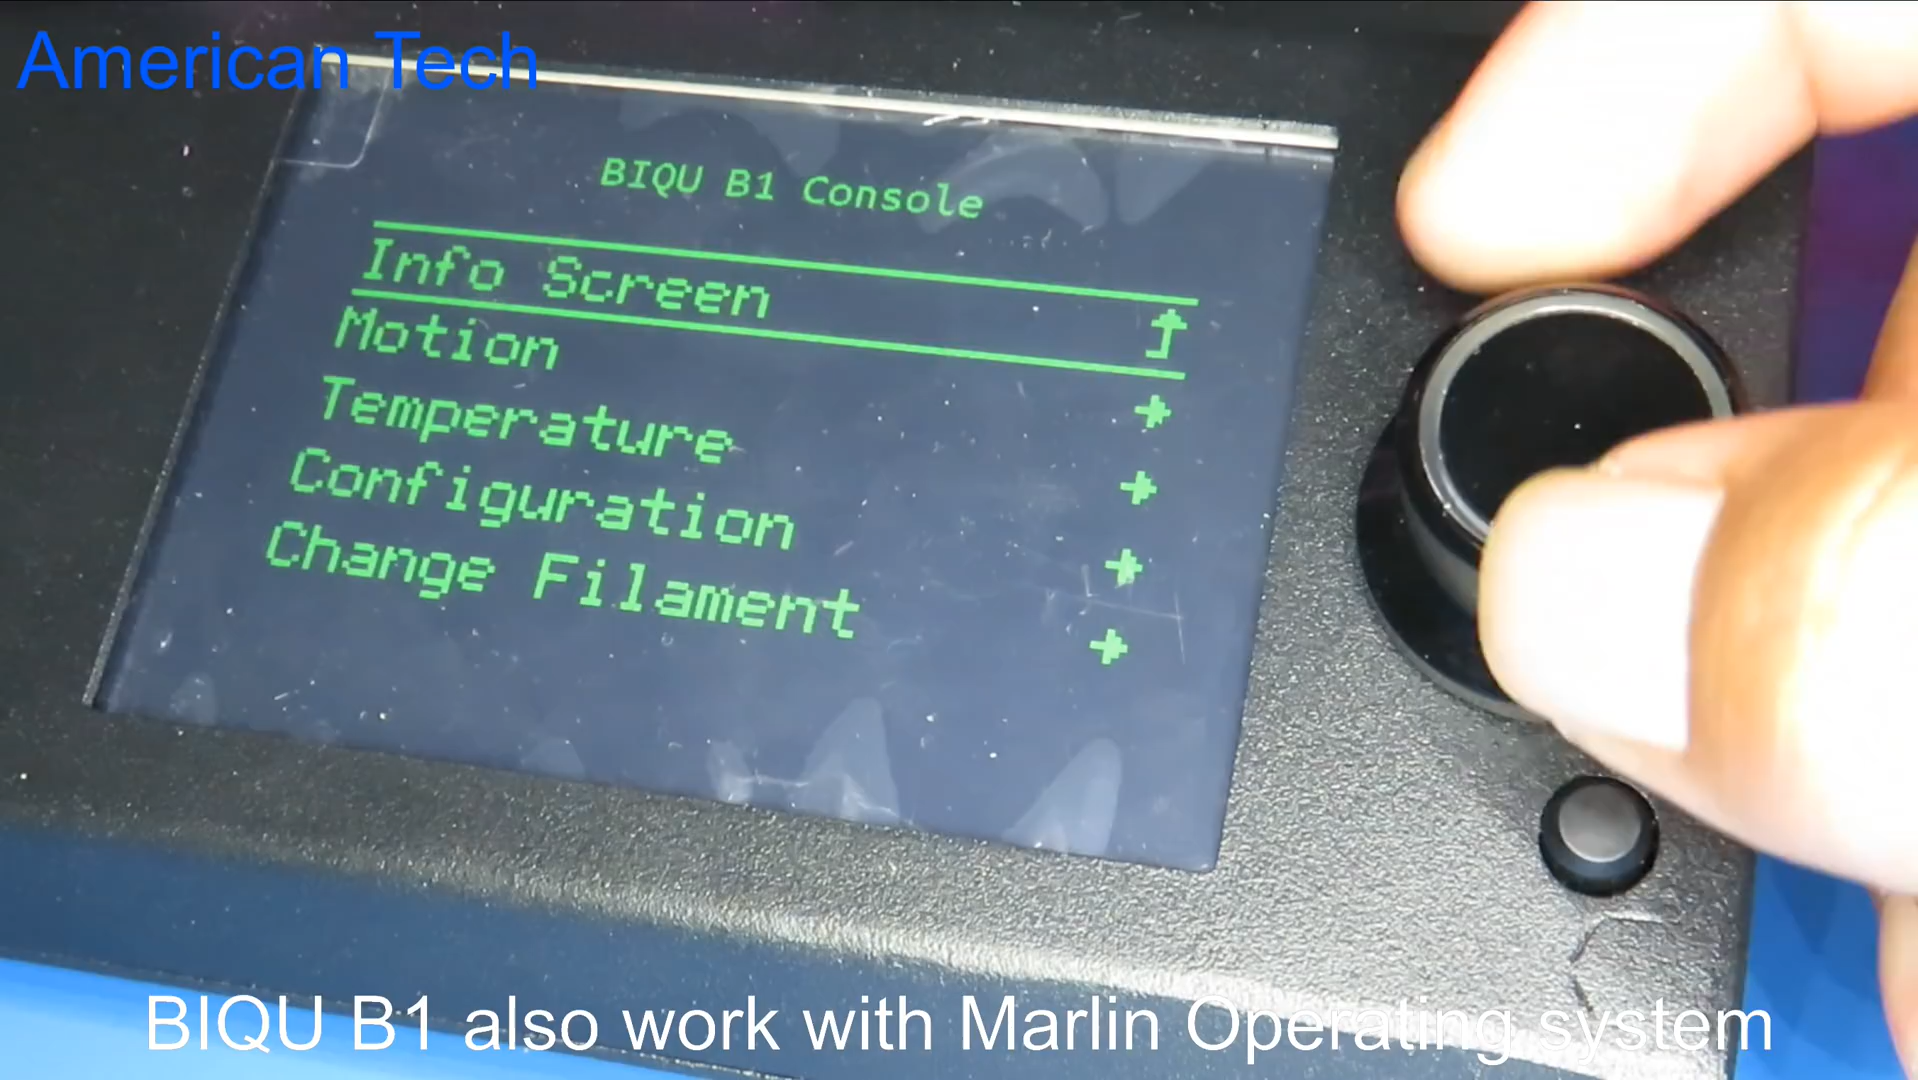 American Tech
BIQU B1 Console
Info Screen
Motion
Temperature
Configuration
Change Filament
BIQU B1 also work with Marlin Operating system